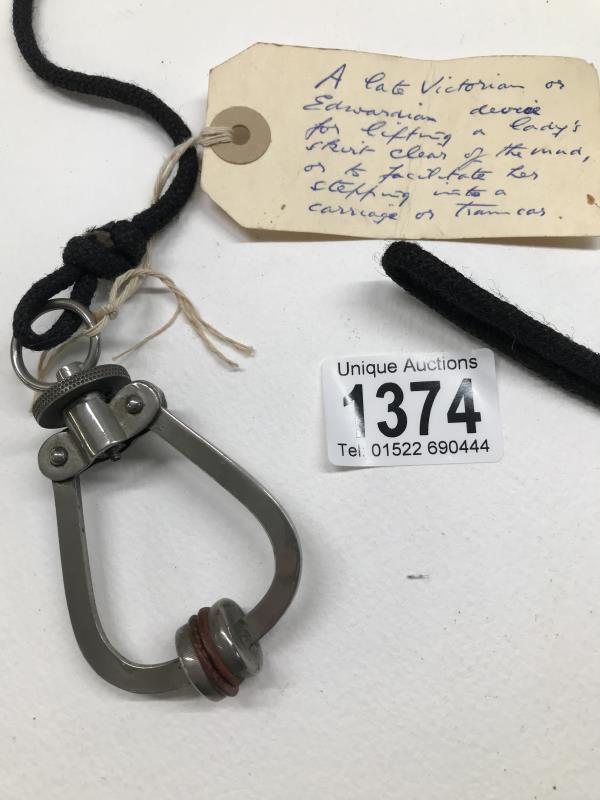 A late Victorian or
Edwardian device
for lifting a lady's
skirt clear of the mud,
or to facilitate her
stepping into a
carriage or Tramcar.
Unique Auctions
1374
Tel: 01522 690444